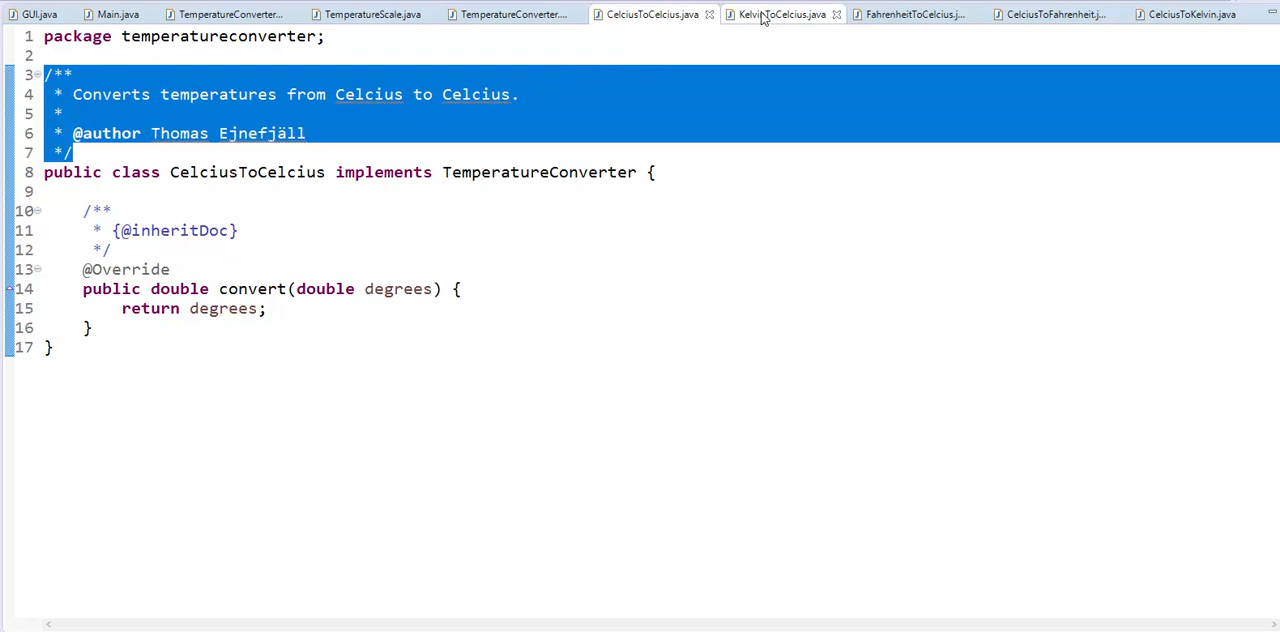 GUI.java Main.java TemperatureConverter... TemperatureScale.java TemperatureConverter.... CelciusToCelcius.java KelvinToCelcius.java FahrenheitToCelcius.j... CelciusToFahrenheit.j... CelciusToKelvin.java
1 package temperatureconverter;
2
3 /**
4 * Converts temperatures from Celcius to Celcius.
5 *
6 * @author Thomas Ejnefjäll
7 */
8 public class CelciusToCelcius implements TemperatureConverter {
9
10 /**
11 * {@inheritDoc}
12 */
13 @Override
14 public double convert(double degrees) {
15 return degrees;
16 }
17 }